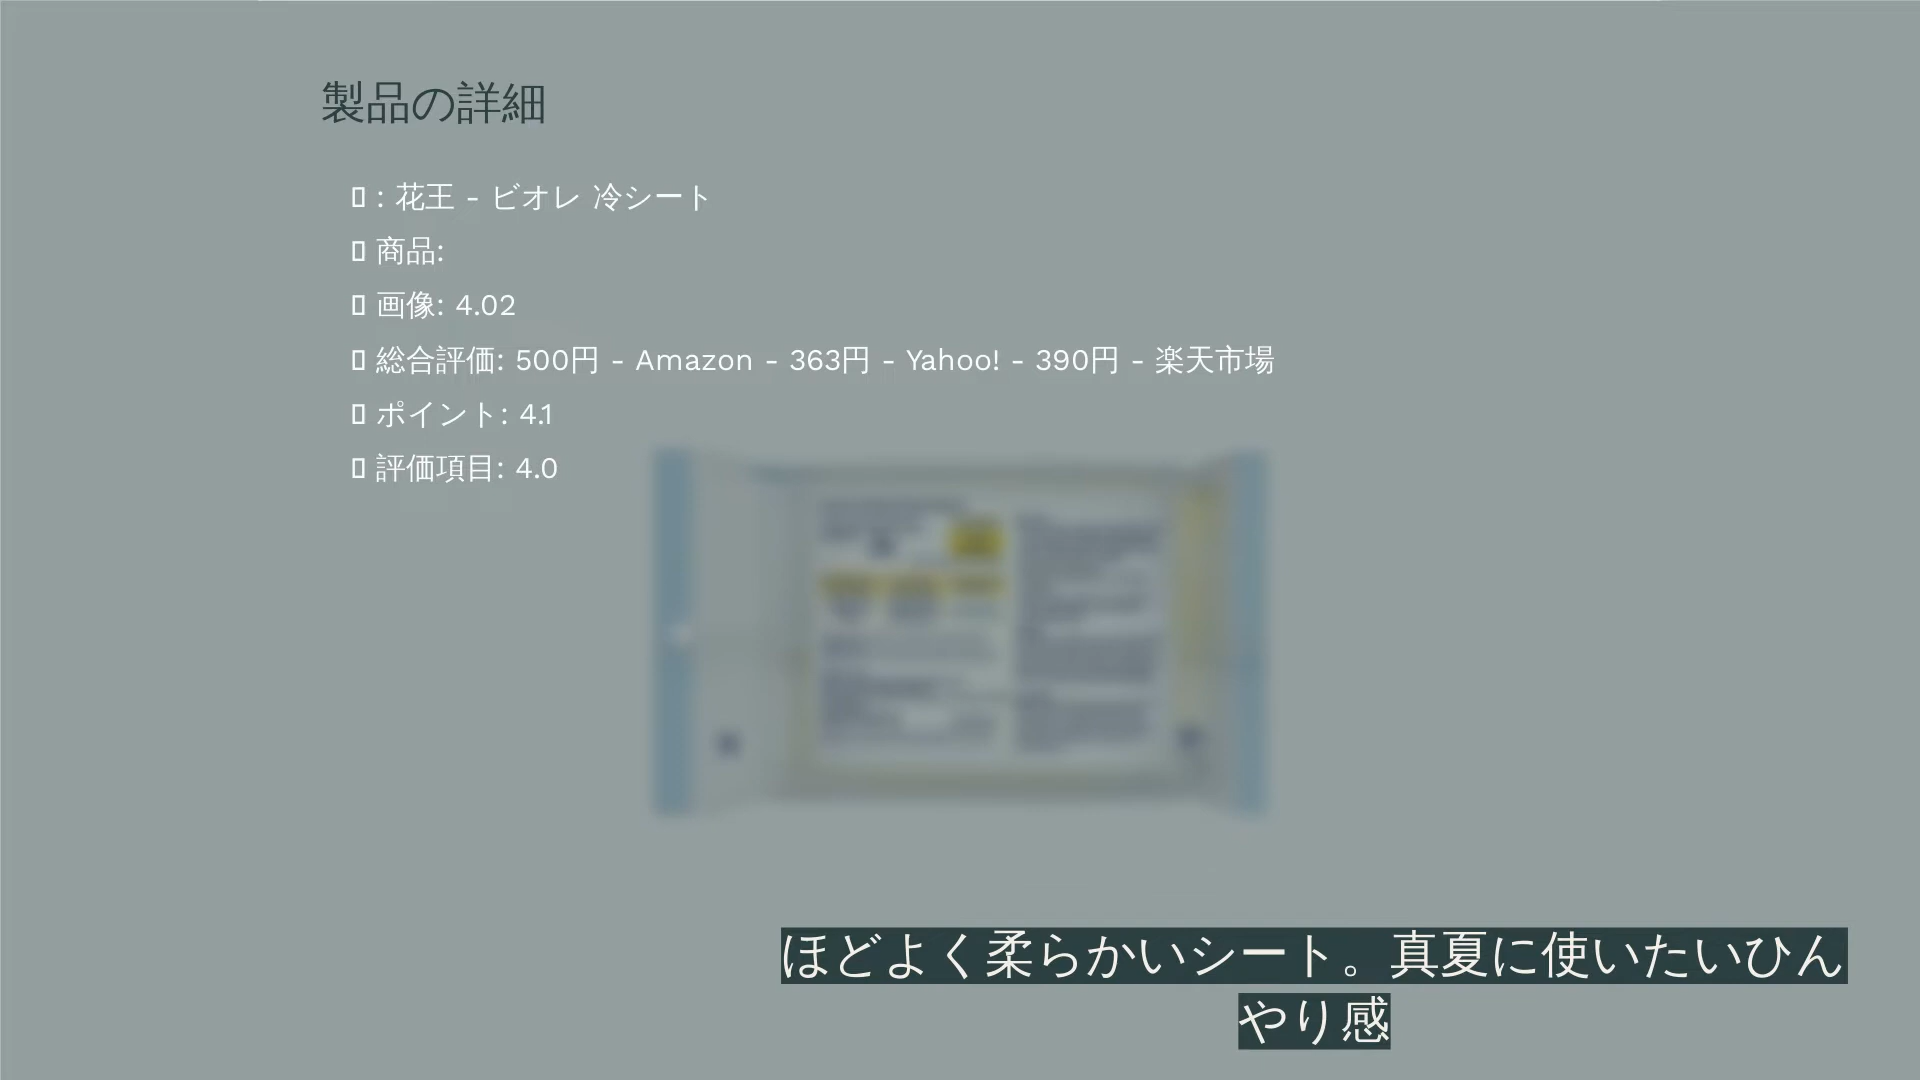 製品の詳細
: 花王 - ビオレ 冷シート
商品:
画像: 4.02
総合評価: 500円 - Amazon - 363円 - Yahoo! - 390円 - 楽天市場
ポイント: 4.1
評価項目: 4.0
ほどよく柔らかいシート。真夏に使いたいひん
やり感